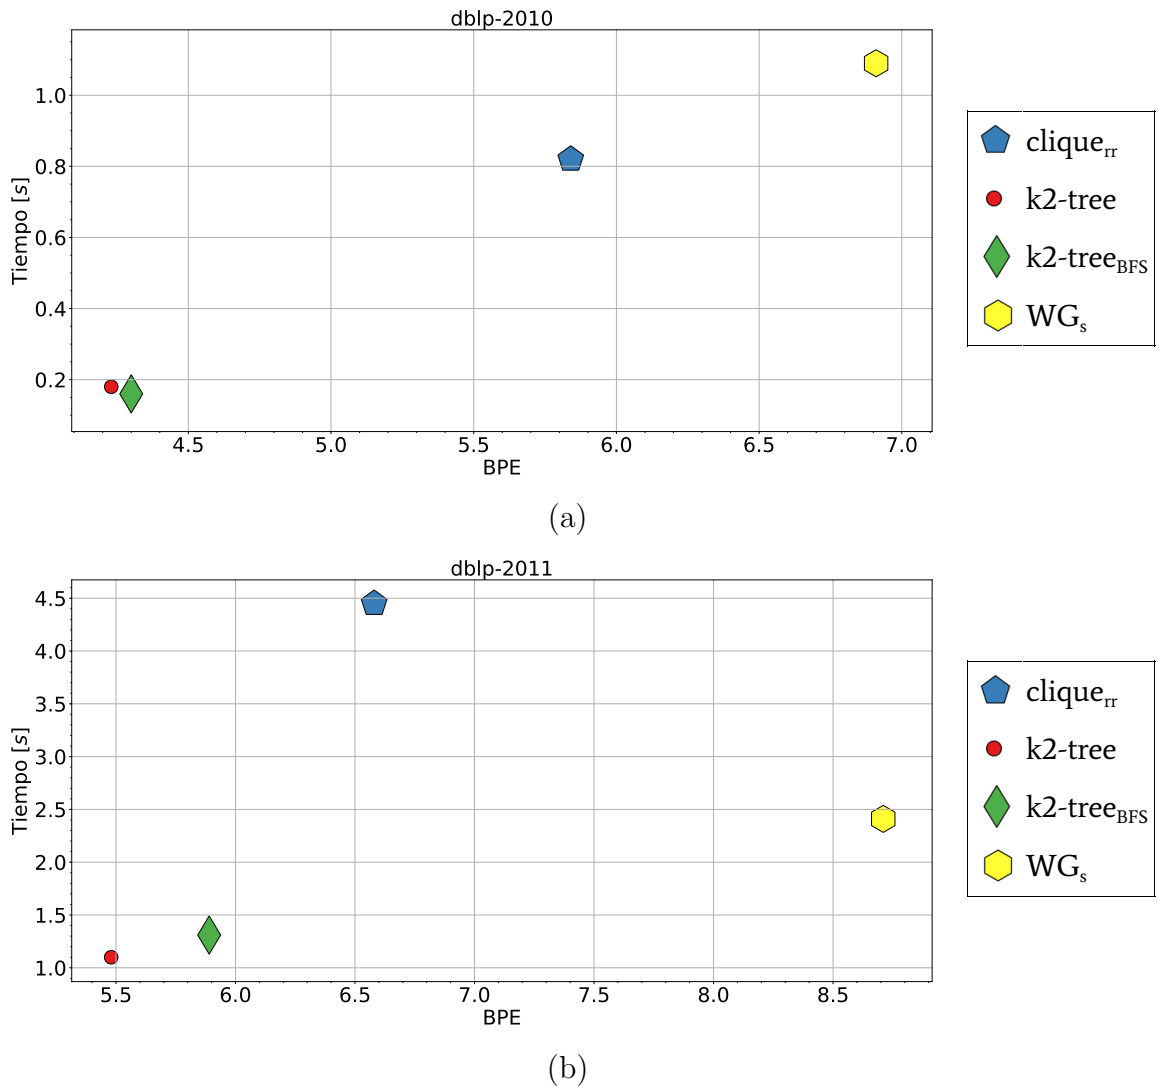 dblp-2010
Tiempo [s]
1.0
0.8
0.6
0.4
0.2
4.5 5.0 5.5 6.0 6.5 7.0
BPE
clique_rr
k2-tree
k2-tree_BFS
WG_s
(a)
dblp-2011
Tiempo [s]
4.5
4.0
3.5
3.0
2.5
2.0
1.5
1.0
5.5 6.0 6.5 7.0 7.5 8.0 8.5
BPE
clique_rr
k2-tree
k2-tree_BFS
WG_s
(b)